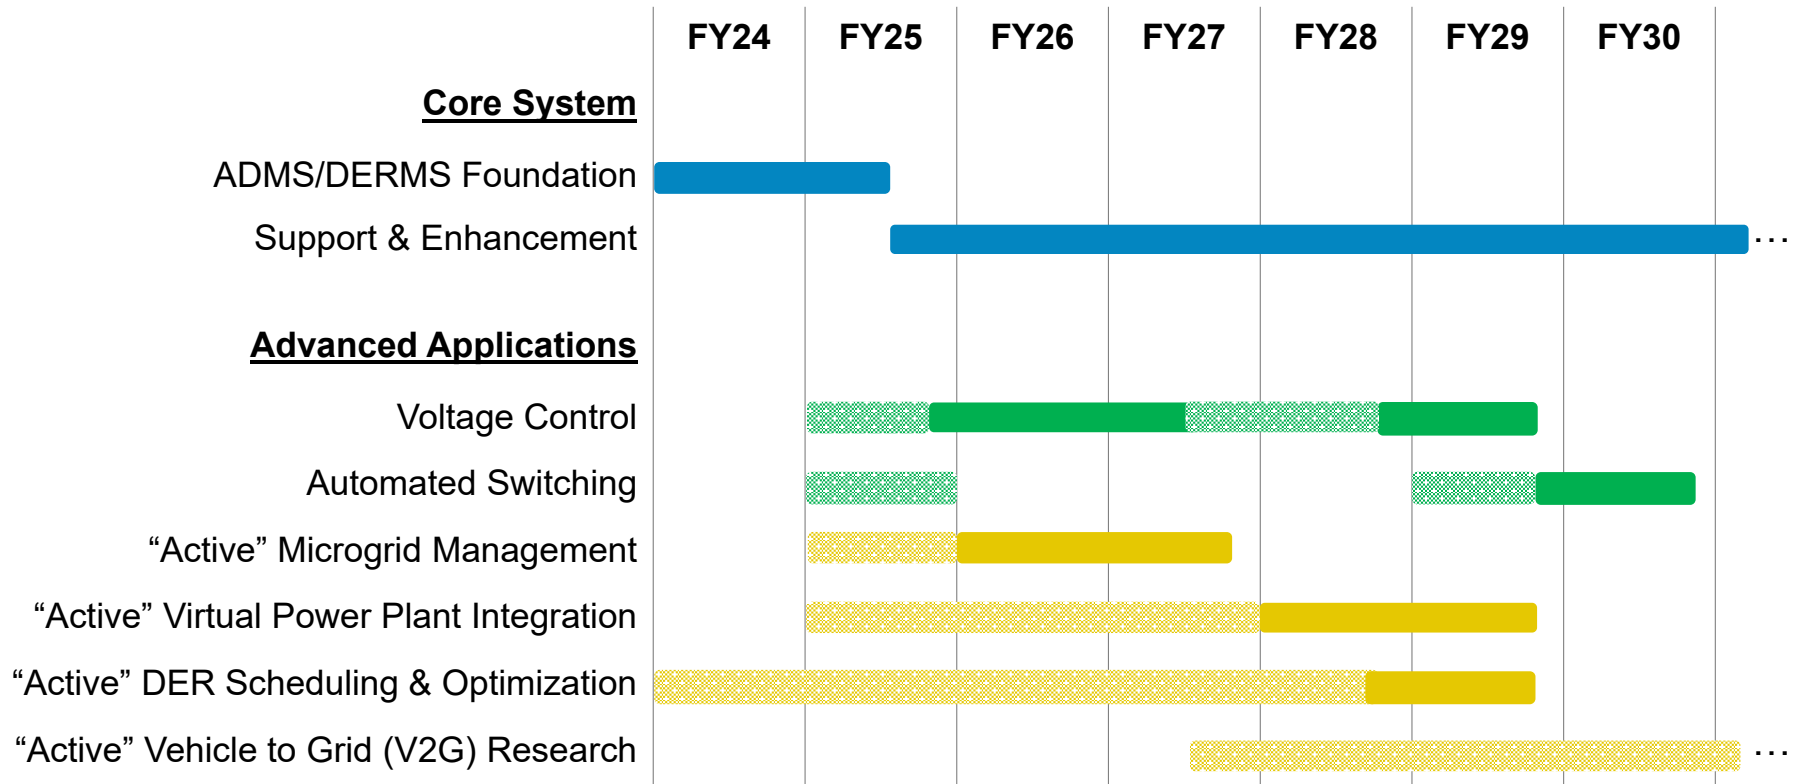 FY24 FY25 FY26 FY27 FY28 FY29 FY30
Core System
ADMS/DERMS Foundation
Support & Enhancement
...
Advanced Applications
Voltage Control
Automated Switching
“Active” Microgrid Management
“Active” Virtual Power Plant Integration
“Active” DER Scheduling & Optimization
“Active” Vehicle to Grid (V2G) Research
...